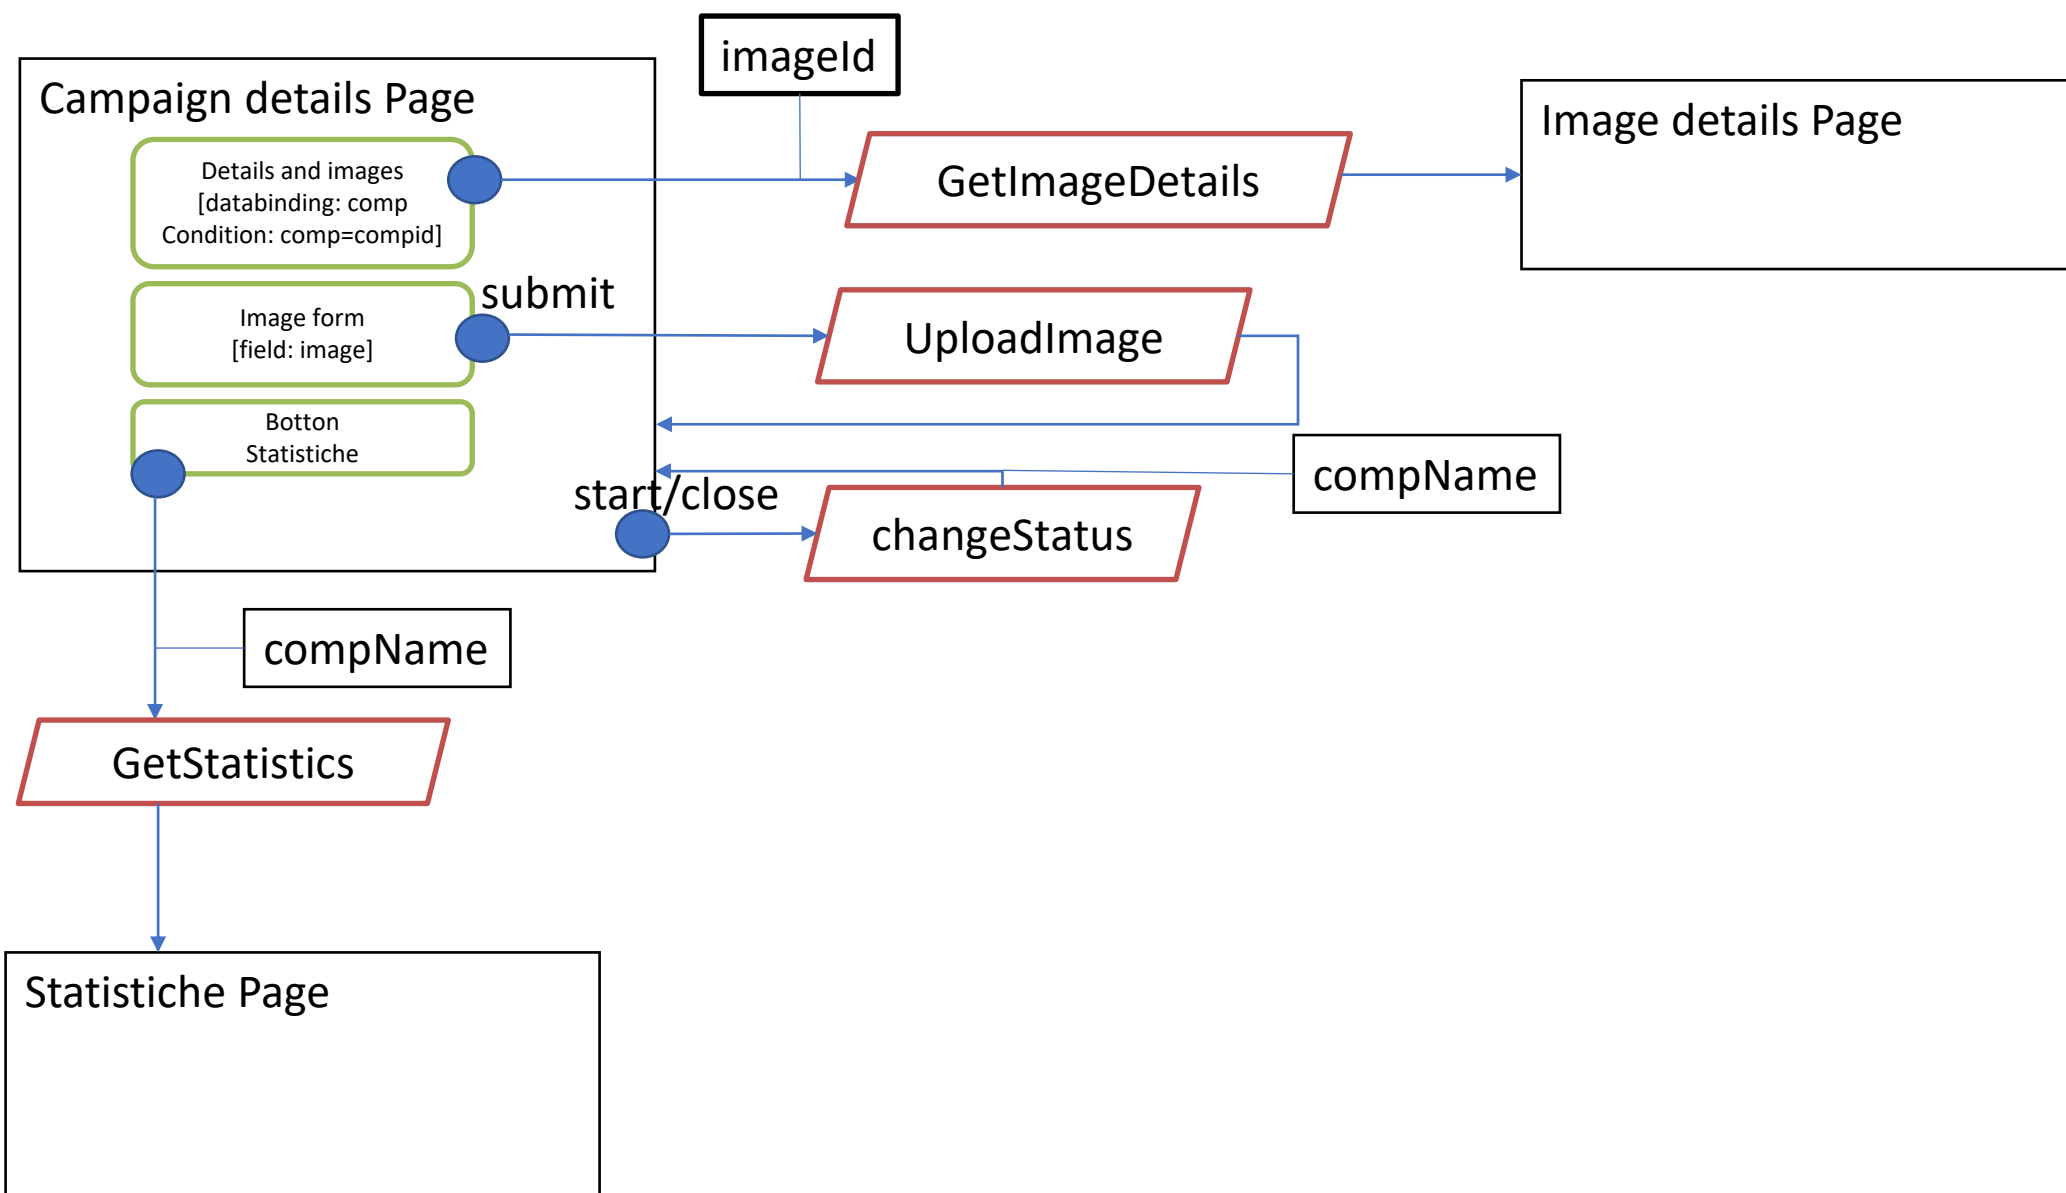 imageId
Campaign details Page
Image details Page
Details and images
[databinding: comp
Condition: comp=compid]
GetImageDetails
submit
Image form
[field: image]
UploadImage
Botton
Statistiche
compName
start/close
changeStatus
compName
GetStatistics
Statistiche Page